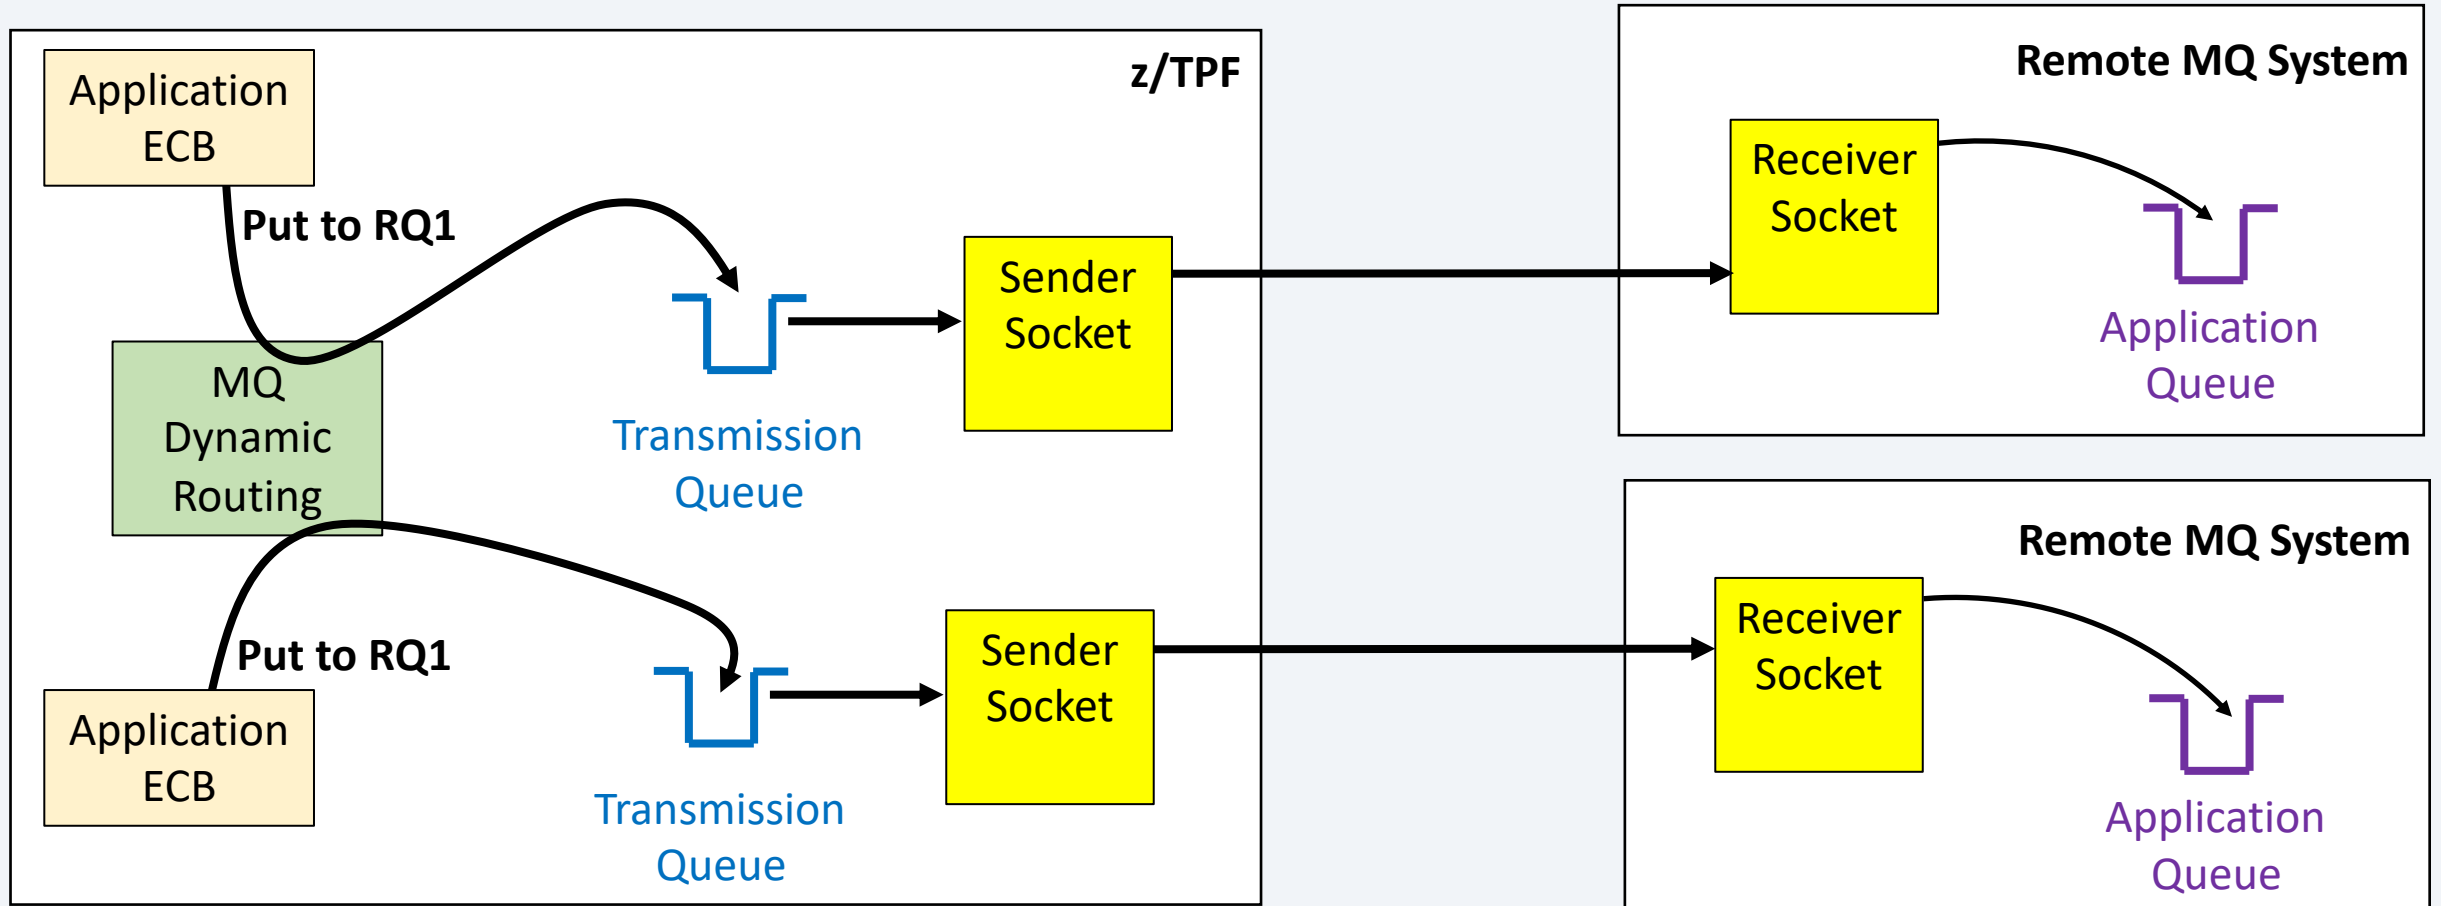 z/TPF
Application
ECB
Put to RQ1
MQ
Dynamic
Routing
Transmission
Queue
Sender
Socket
Put to RQ1
Application
ECB
Transmission
Queue
Sender
Socket
Remote MQ System
Receiver
Socket
Application
Queue
Remote MQ System
Receiver
Socket
Application
Queue